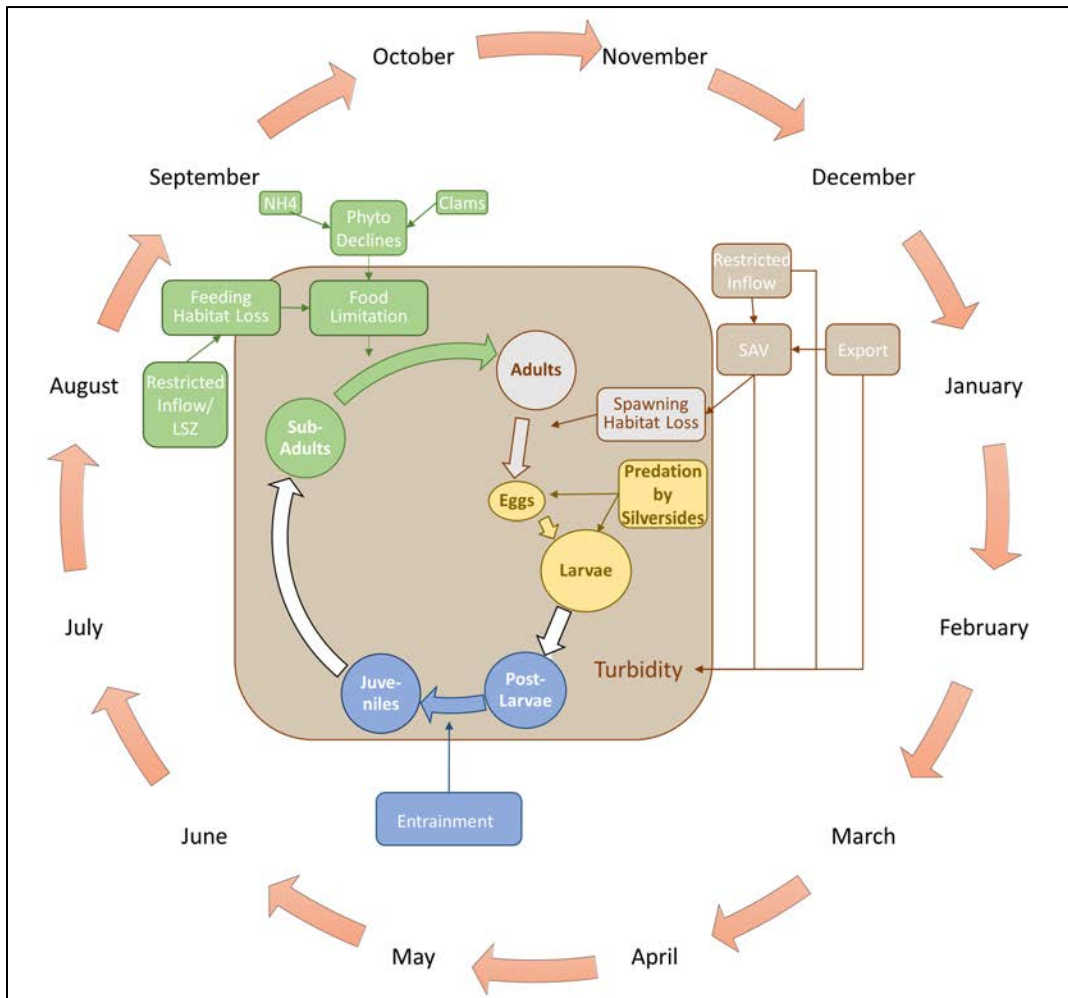 October
November
September
December
NH4
Clams
Phyto
Declines
Restricted
Inflow
Feeding
Habitat Loss
Food
Limitation
SAV
Export
August
January
Restricted
Inflow/
LSZ
Adults
Spawning
Habitat Loss
Sub-
Adults
Predation
by
Silversides
Eggs
Larvae
July
February
Turbidity
Juve-
niles
Post-
Larvae
Entrainment
June
March
May
April